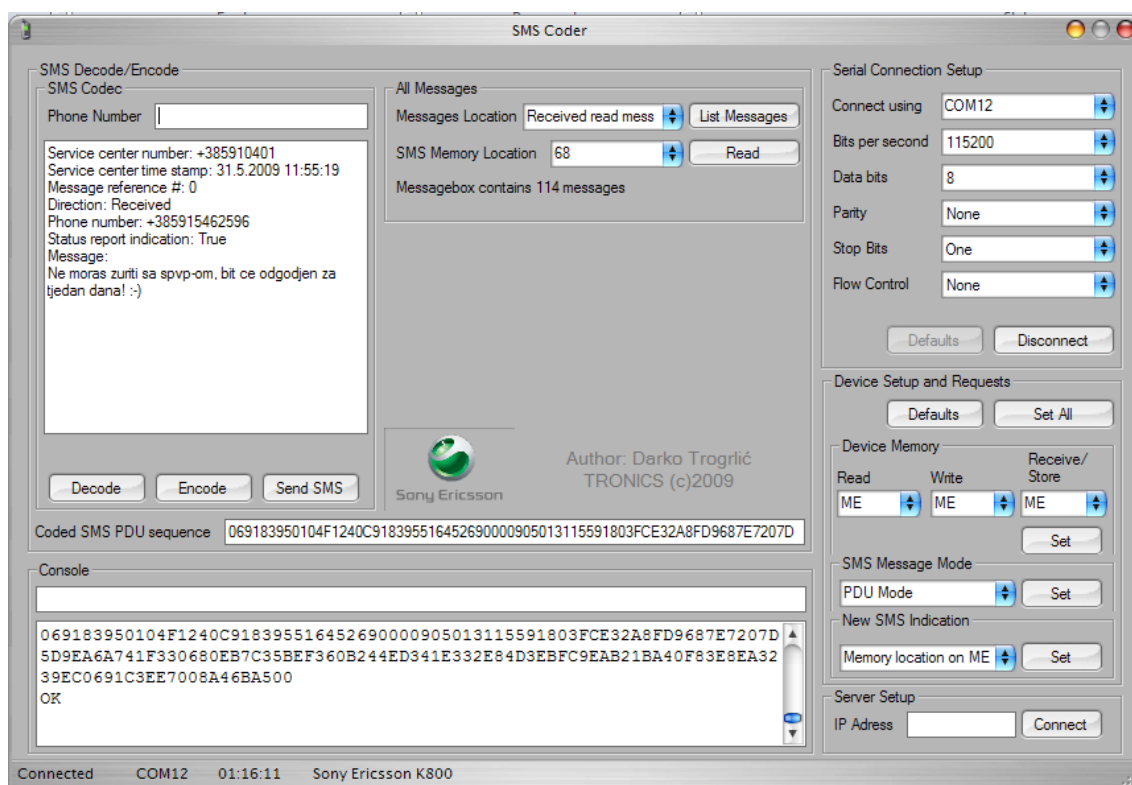 SMS Coder
SMS Decode/Encode
SMS Codec
Phone Number
Service center number: +385910401
Service center time stamp: 31.5.2009 11:55:19
Message reference #: 0
Direction: Received
Phone number: +385915462596
Status report indication: True
Message:
Ne moras zuriti sa spvp-om, bit ce odgodjen za
tjedan dana! :-)
Decode Encode Send SMS
All Messages
Messages Location Received read mess List Messages
SMS Memory Location 68 Read
Messagebox contains 114 messages
Sony Ericsson
Author: Darko Trogrlić
TRONICS (c)2009
Coded SMS PDU sequence 069183950104F1240C918395516452690000905013115591803FCE32A8FD9687E7207D
Console
069183950104F1240C918395516452690000905013115591803FCE32A8FD9687E7207D
5D9EA6A741F330680EB7C35BEF360B244ED341E332E84D3EBFC9EAB21BA40F83E8EA32
39EC0691C3EE7008A46BA500
OK
Serial Connection Setup
Connect using COM12
Bits per second 115200
Data bits 8
Parity None
Stop Bits One
Flow Control None
Defaults Disconnect
Device Setup and Requests
Defaults Set All
Device Memory
Read Write Receive/
Store
ME ME ME
Set
SMS Message Mode
PDU Mode Set
New SMS Indication
Memory location on ME Set
Server Setup
IP Adress Connect
Connected COM12 01:16:11 Sony Ericsson K800